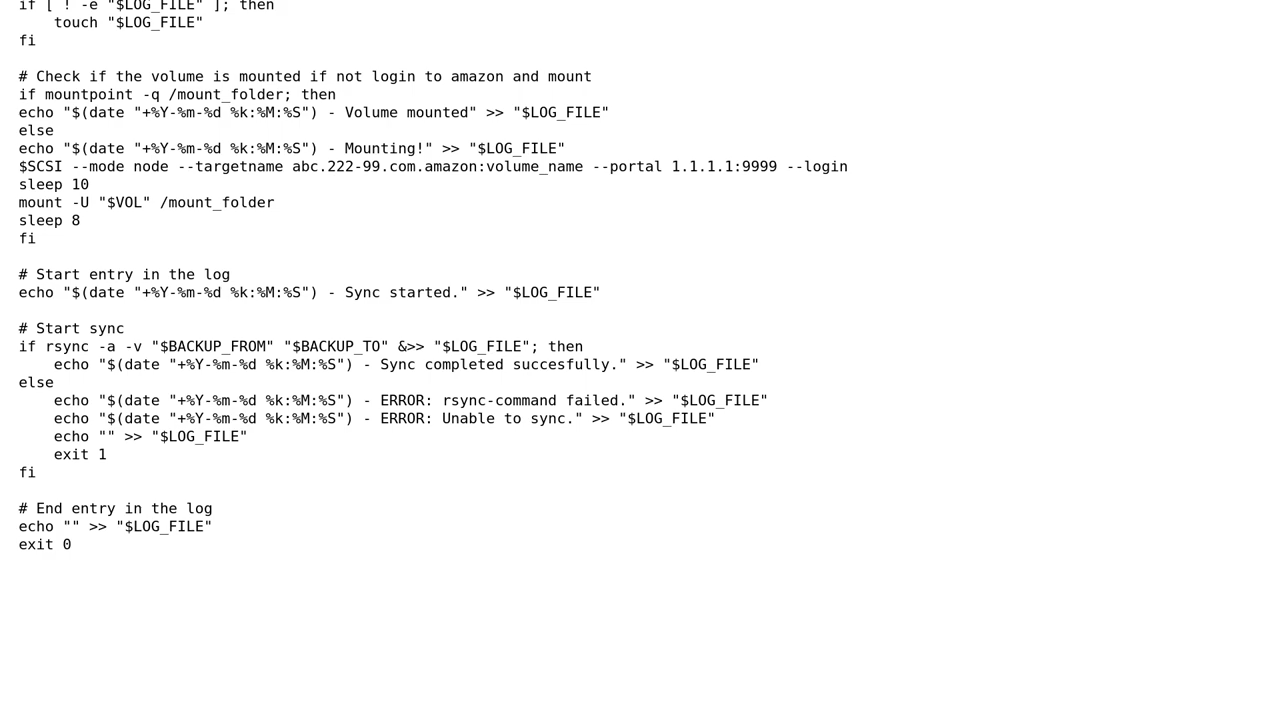 if [ ! -e "$LOG_FILE" ]; then
    touch "$LOG_FILE"
fi

# Check if the volume is mounted if not login to amazon and mount
if mountpoint -q /mount_folder; then
echo "$(date "+%Y-%m-%d %k:%M:%S") - Volume mounted" >> "$LOG_FILE"
else
echo "$(date "+%Y-%m-%d %k:%M:%S") - Mounting!" >> "$LOG_FILE"
$SCSI --mode node --targetname abc.222-99.com.amazon:volume_name --portal 1.1.1.1:9999 --login
sleep 10
mount -U "$VOL" /mount_folder
sleep 8
fi

# Start entry in the log
echo "$(date "+%Y-%m-%d %k:%M:%S") - Sync started." >> "$LOG_FILE"

# Start sync
if rsync -a -v "$BACKUP_FROM" "$BACKUP_TO" &>> "$LOG_FILE"; then
    echo "$(date "+%Y-%m-%d %k:%M:%S") - Sync completed succesfully." >> "$LOG_FILE"
else
    echo "$(date "+%Y-%m-%d %k:%M:%S") - ERROR: rsync-command failed." >> "$LOG_FILE"
    echo "$(date "+%Y-%m-%d %k:%M:%S") - ERROR: Unable to sync." >> "$LOG_FILE"
    echo "" >> "$LOG_FILE"
    exit 1
fi

# End entry in the log
echo "" >> "$LOG_FILE"
exit 0